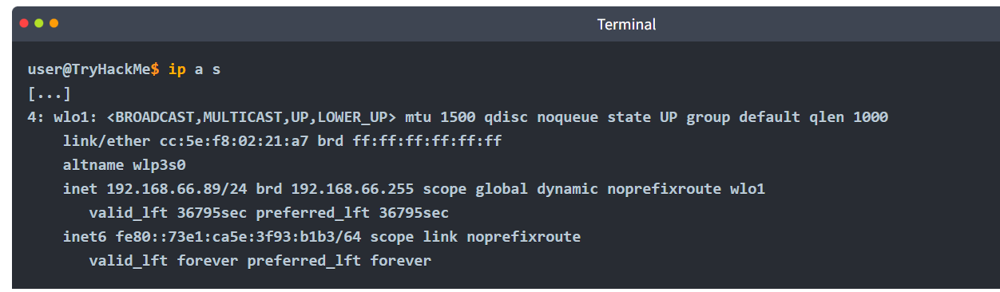 Terminal
user@TryHackMe$ ip a s
[...]
4: wlo1: <BROADCAST,MULTICAST,UP,LOWER_UP> mtu 1500 qdisc noqueue state UP group default qlen 1000
    link/ether cc:5e:f8:02:21:a7 brd ff:ff:ff:ff:ff:ff
    altname wlp3s0
    inet 192.168.66.89/24 brd 192.168.66.255 scope global dynamic noprefixroute wlo1
       valid_lft 36795sec preferred_lft 36795sec
    inet6 fe80::73e1:ca5e:3f93:b1b3/64 scope link noprefixroute
       valid_lft forever preferred_lft forever